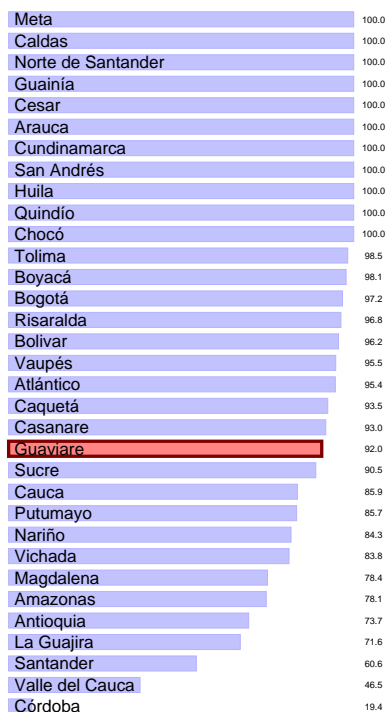 Meta 100.0
Caldas 100.0
Norte de Santander 100.0
Guainía 100.0
Cesar 100.0
Arauca 100.0
Cundinamarca 100.0
San Andrés 100.0
Huila 100.0
Quindío 100.0
Chocó 100.0
Tolima 98.5
Boyacá 98.1
Bogotá 97.2
Risaralda 96.8
Bolivar 96.2
Vaupés 95.5
Atlántico 95.4
Caquetá 93.5
Casanare 93.0
Guaviare 92.0
Sucre 90.5
Cauca 85.9
Putumayo 85.7
Nariño 84.3
Vichada 83.8
Magdalena 78.4
Amazonas 78.1
Antioquia 73.7
La Guajira 71.6
Santander 60.6
Valle del Cauca 46.5
Córdoba 19.4